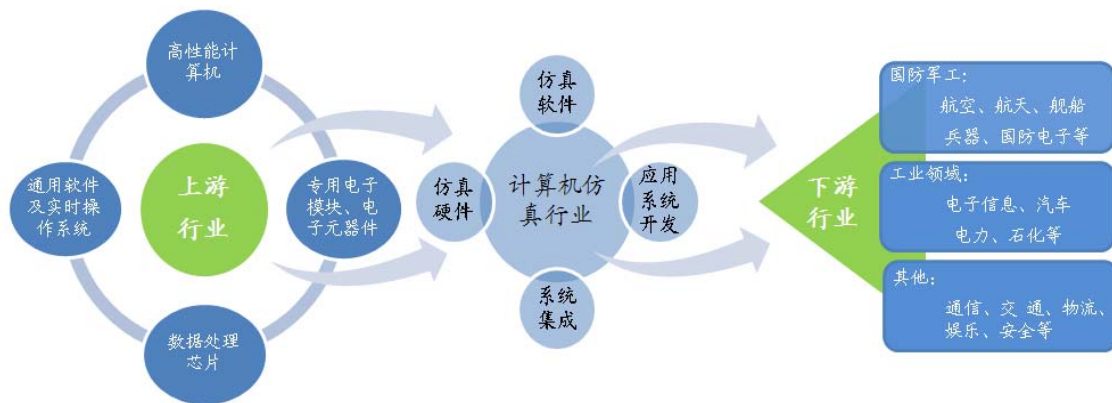 高性能计
算机
通用软件
及实时操
作系统
上游
行业
专用电子
模块、电
子元器件
数据处理
芯片
仿真
软件
仿真
硬件
计算机仿
真行业
应用
系统
开发
系统
集成
下游
行业
国防军工：
航空、航天、舰船
兵器、国防电子等
工业领域：
电子信息、汽车
电力、石化等
其他：
通信、交 通、物流、
娱乐、安全等